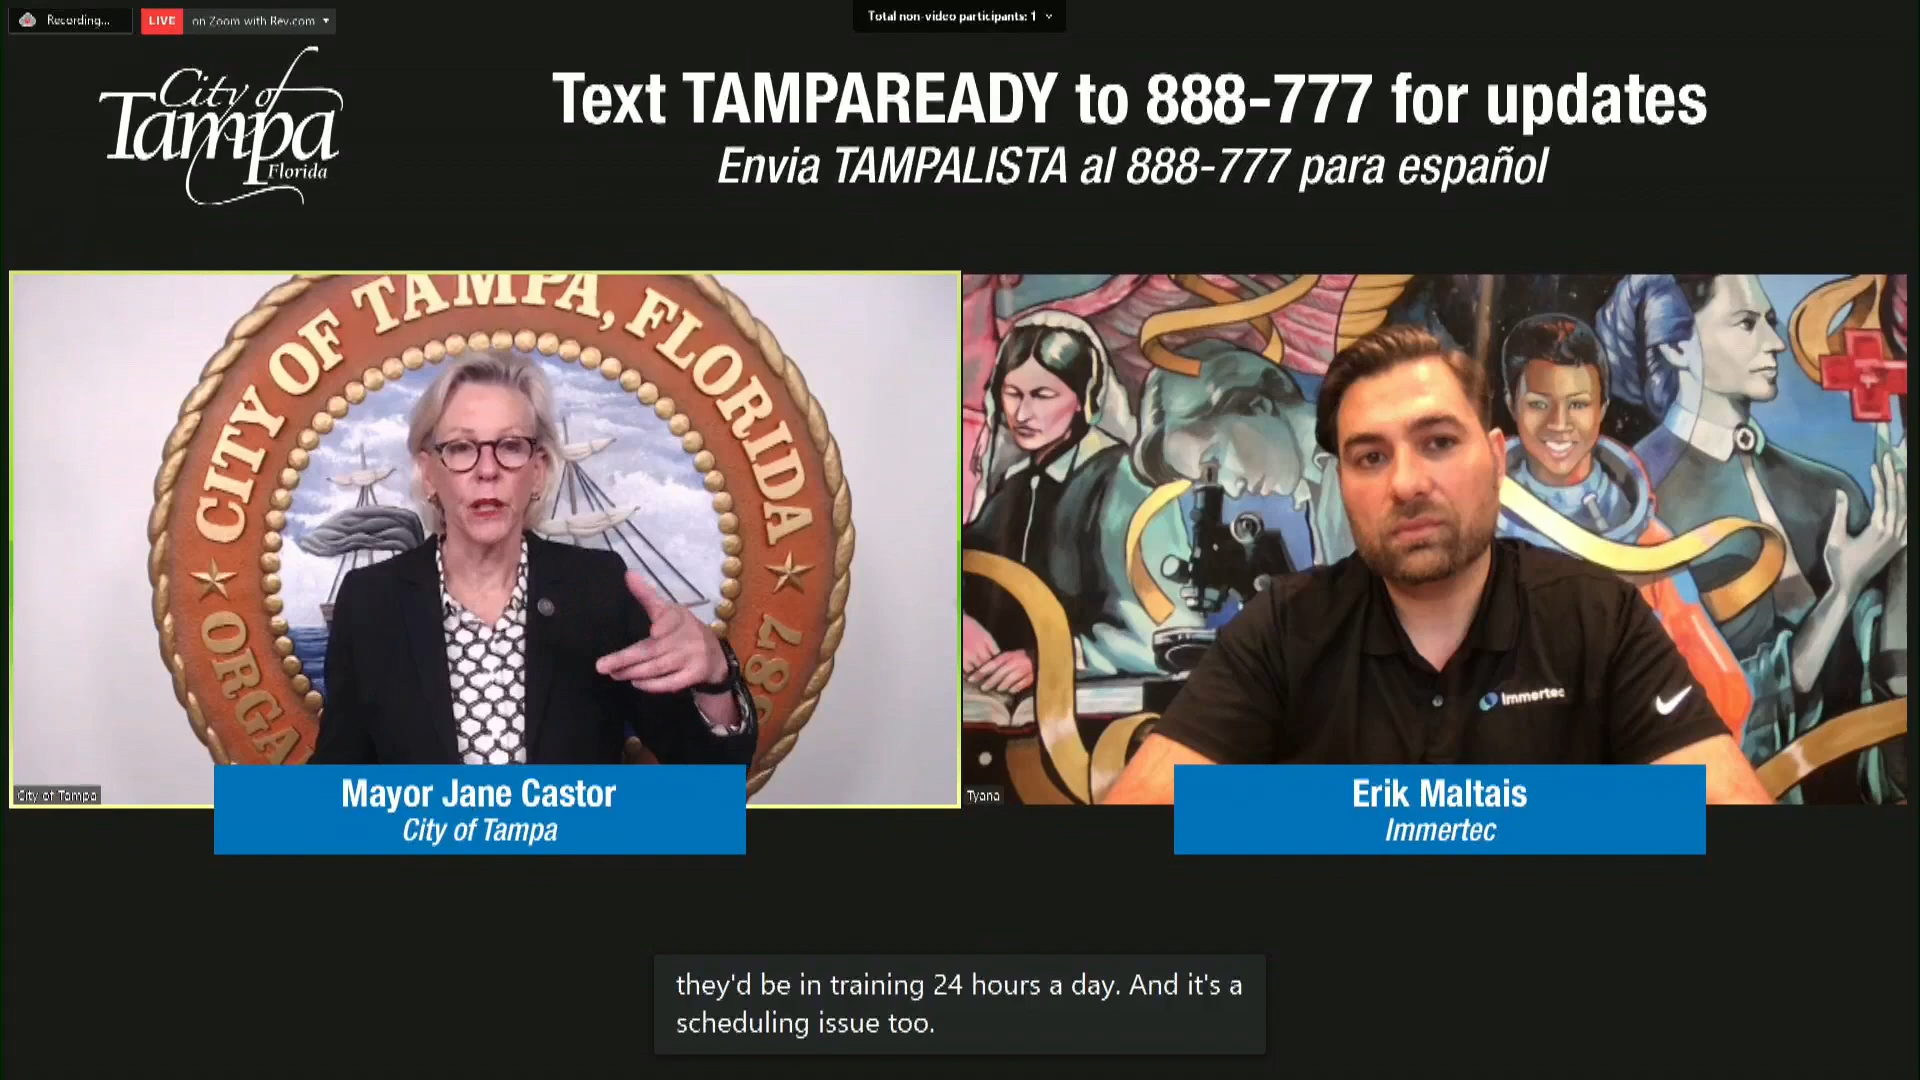 Recording...
LIVE on Zoom with Rev.com
Total non-video participants: 1
City of
Tampa
Florida
Text TAMPAREADY to 888-777 for updates
Envia TAMPALISTA al 888-777 para español
CITY OF TAMPA, FLORIDA
ORGA
1887
Immertec
City of Tampa
Mayor Jane Castor
City of Tampa
Tyana
Erik Maltais
Immertec
they'd be in training 24 hours a day. And it's a
scheduling issue too.